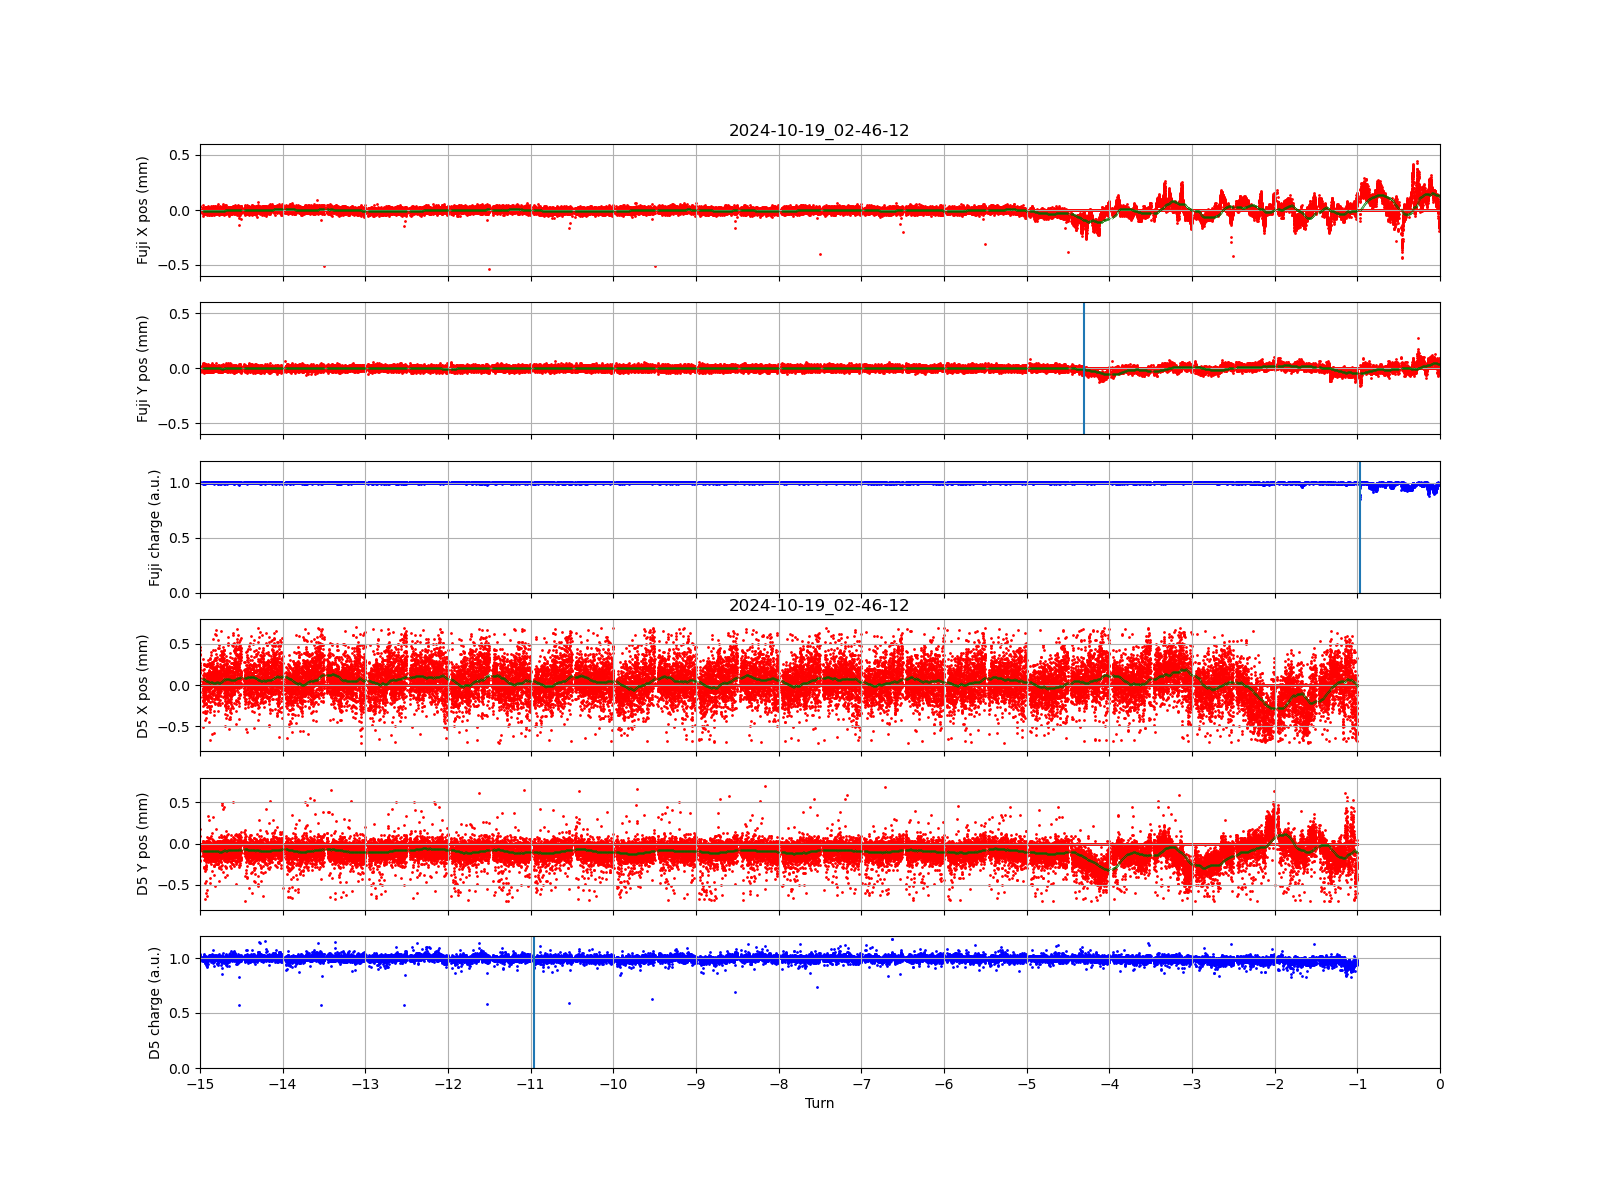 2024-10-19_02-46-12
Fuji X pos (mm)
0.5
0.0
−0.5
Fuji Y pos (mm)
0.5
0.0
−0.5
Fuji charge (a.u.)
1.0
0.5
0.0
2024-10-19_02-46-12
D5 X pos (mm)
0.5
0.0
−0.5
D5 Y pos (mm)
0.5
0.0
−0.5
D5 charge (a.u.)
1.0
0.5
0.0
−15 −14 −13 −12 −11 −10 −9 −8 −7 −6 −5 −4 −3 −2 −1 0
Turn